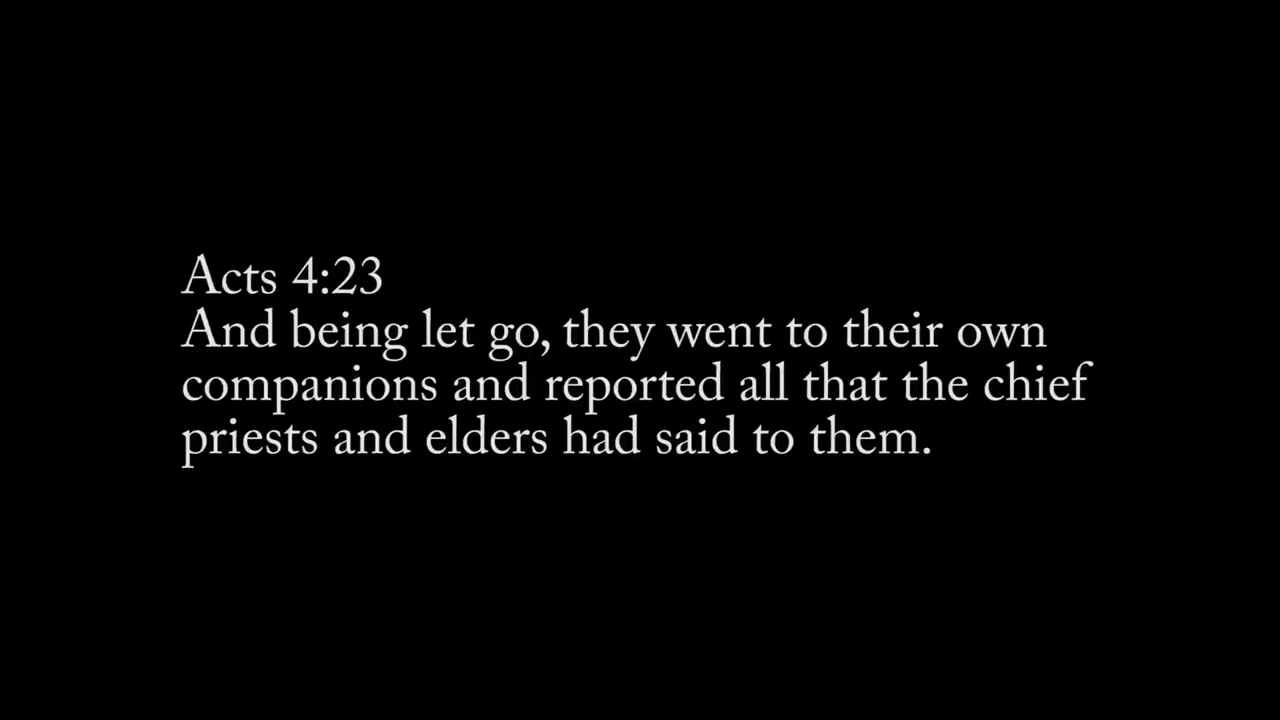 Acts 4:23
And being let go, they went to their own
companions and reported all that the chief
priests and elders had said to them.